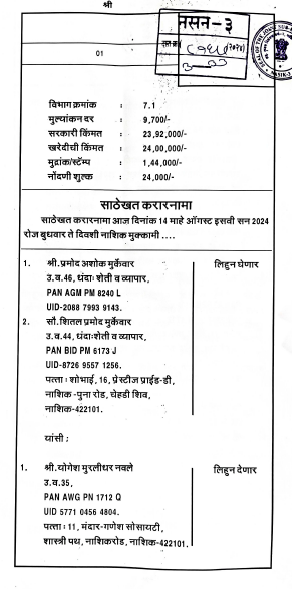 श्री
नसन-३
01
विभाग क्रमांक : 7.1
मुल्यांकन दर : 9,700/-
सरकारी किंमत : 23,92,000/-
खरेदीची किंमत : 24,00,000/-
मुद्रांक/स्टॅम्प : 1,44,000/-
नोंदणी शुल्क : 24,000/-
साठेखत करारनामा
साठेखत करारनामा आज दिनांक 14 माहे ऑगस्ट इसवी सन 2024
रोज बुधवार ते दिवशी नाशिक मुक्कामी ....
1. श्री.प्रमोद अशोक मुर्केवार लिहुन घेणार
उ.व.46, धंदाः शेती व व्यापार,
PAN AGM PM 8240 L
UID-2088 7993 9143.
2. सौ.शितल प्रमोद मुर्केवार
उ.व.44, धंदाःशेती व व्यापार,
PAN BID PM 6173 J
UID-8726 9557 1256.
पत्ता : शोभाई, 16, प्रेस्टीज प्राईड-डी,
नाशिक -पुना रोड, चेहडी शिव,
नाशिक-422101.
यांसी ;
1. श्री.योगेश मुरलीधर नवले लिहुन देणार
उ.व.35,
PAN AWG PN 1712 Q
UID 5771 0456 4804.
पत्ता : 11, मंदार-गणेश सोसायटी,
शास्त्री पथ, नाशिकरोड, नाशिक-422101.